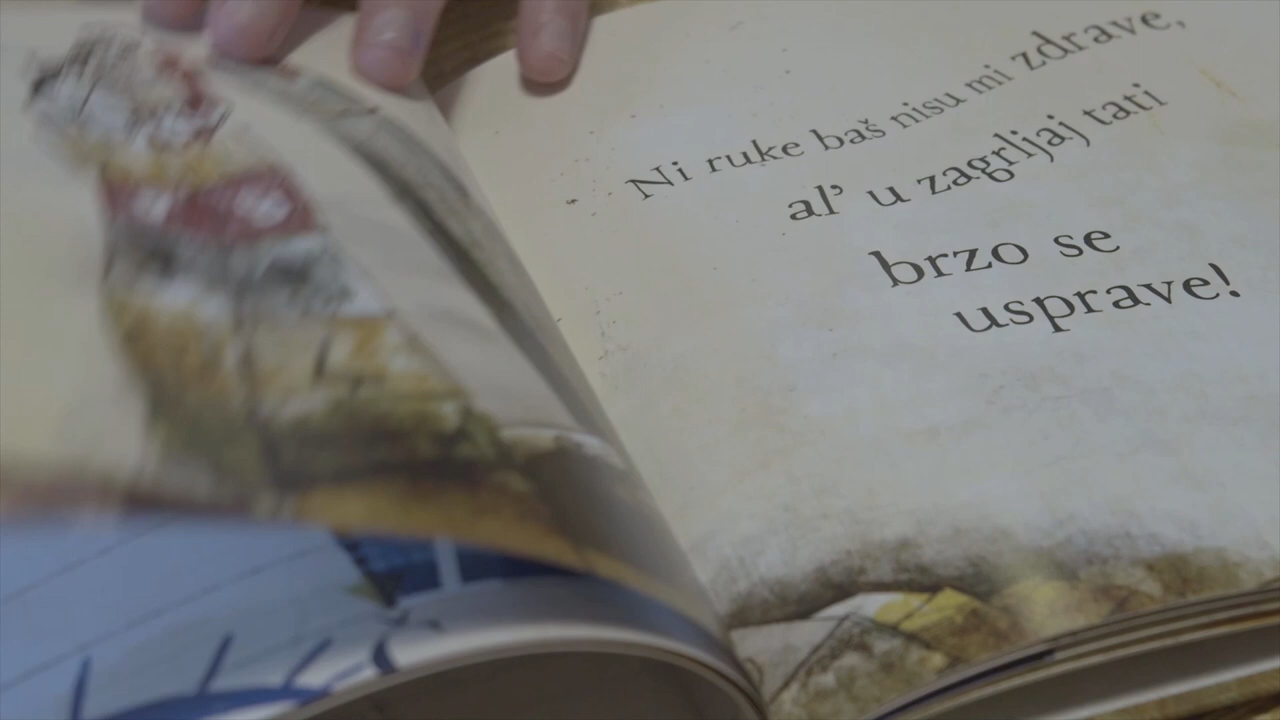 Ni ruke baš nisu mi zdrave,
al' u zagrljaj tati
brzo se
usprave!